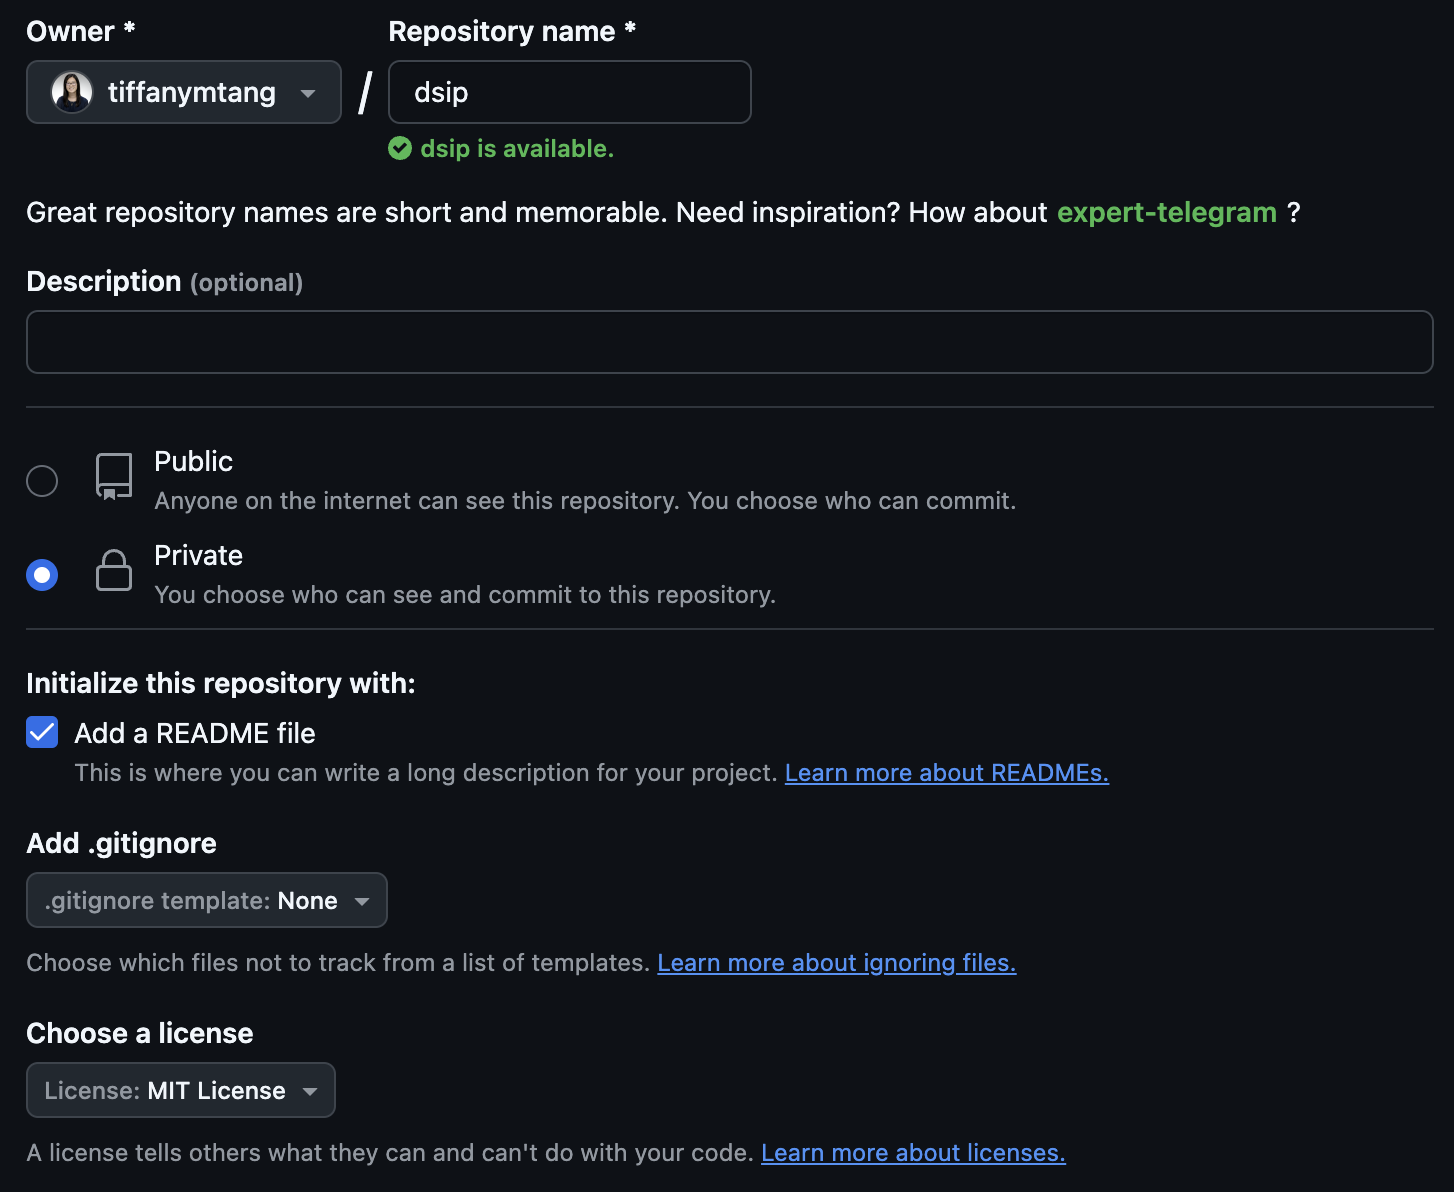 Owner *
Repository name *
tiffanymtang
/
dsip
dsip is available.
Great repository names are short and memorable. Need inspiration? How about expert-telegram ?
Description (optional)
Public
Anyone on the internet can see this repository. You choose who can commit.
Private
You choose who can see and commit to this repository.
Initialize this repository with:
Add a README file
This is where you can write a long description for your project. Learn more about READMEs.
Add .gitignore
.gitignore template: None
Choose which files not to track from a list of templates. Learn more about ignoring files.
Choose a license
License: MIT License
A license tells others what they can and can't do with your code. Learn more about licenses.